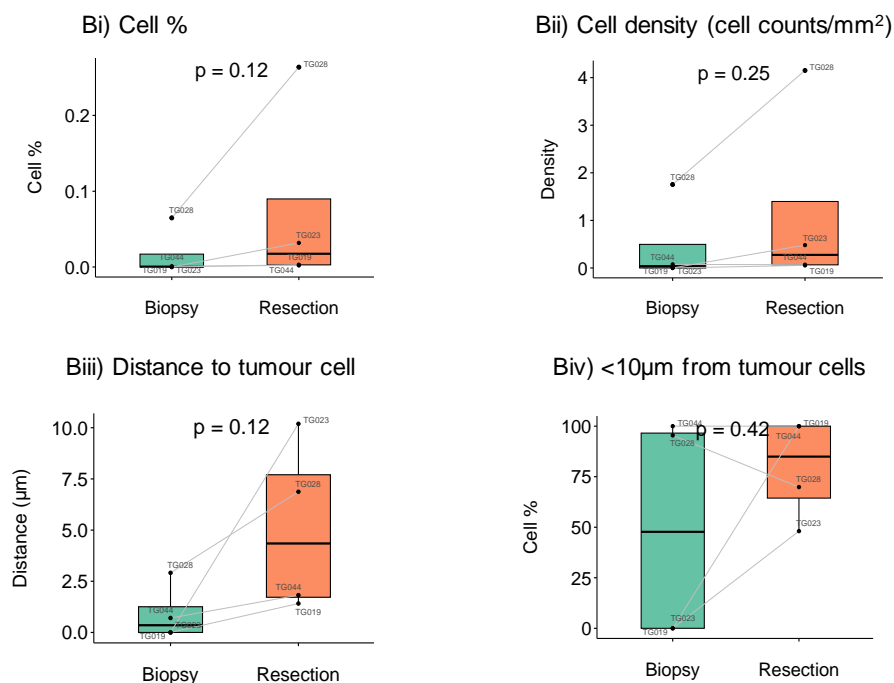 Bi) Cell %
p = 0.12
TG028
0.2
0.1
0.0
Cell %
TG028
TG023
TG044
TG019
TG019
TG023
TG044
Biopsy
Resection
Bii) Cell density (cell counts/mm²)
p = 0.25
TG028
4
3
2
1
0
Density
TG028
TG023
TG044
TG044
TG019
TG023
TG019
Biopsy
Resection
Biii) Distance to tumour cell
p = 0.12
TG023
10.0
7.5
5.0
2.5
0.0
Distance (µm)
TG028
TG028
TG044
TG044
TG023
TG019
TG019
Biopsy
Resection
Biv) <10µm from tumour cells
p = 0.42
100
75
50
25
0
Cell %
TG044
TG019
TG028
TG044
TG028
TG023
TG023
TG019
Biopsy
Resection